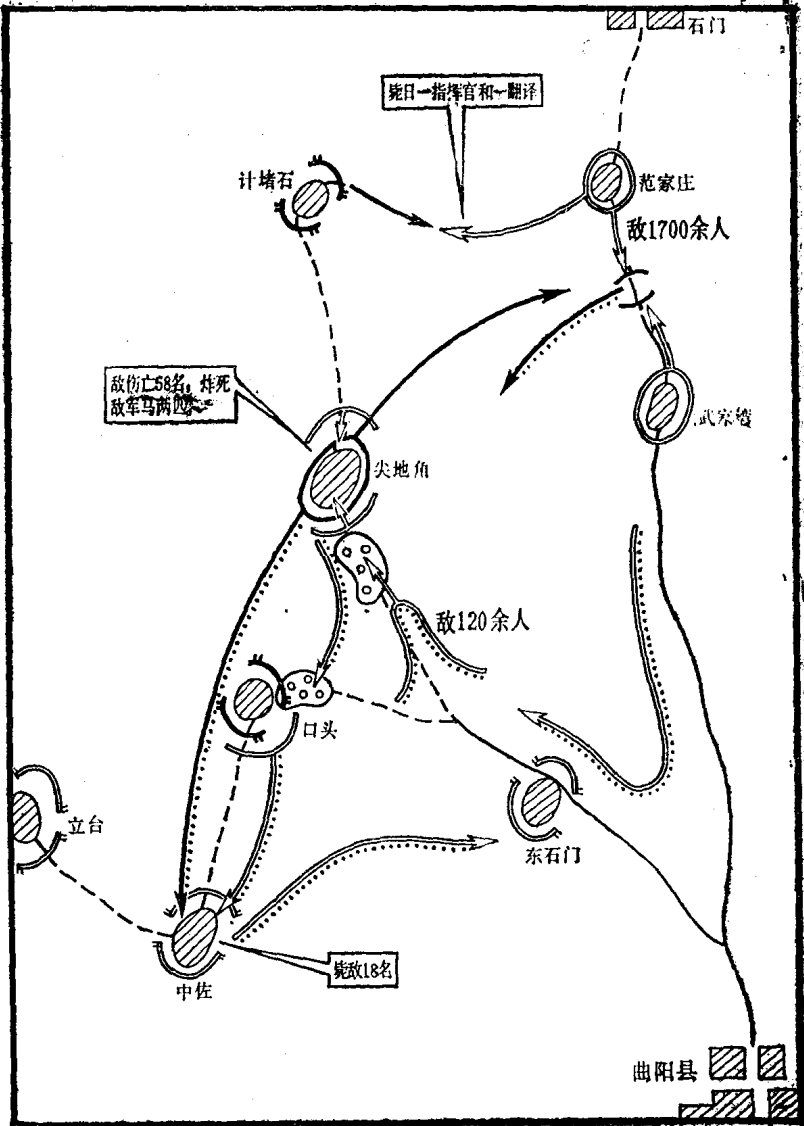 石门
毙日一指挥官和一翻译
计堵石
范家庄
敌1700余人
敌伤亡58名，炸死
敌军马两匹
尖地角
敌120余人
口头
立台
东石门
毙敌18名
中佐
曲阳县